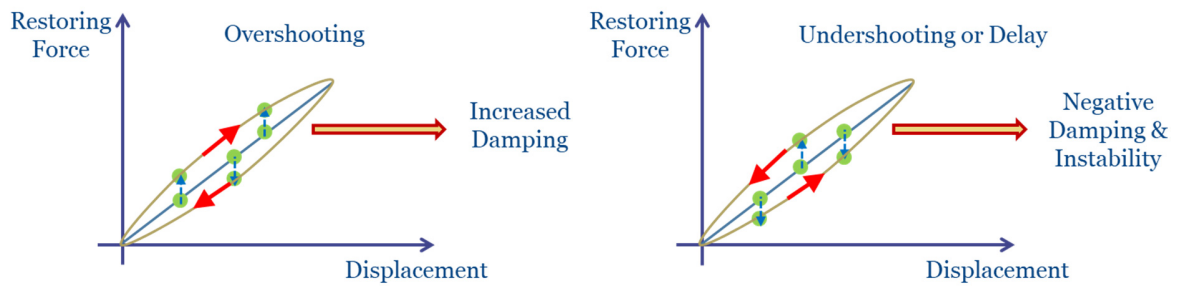 Restoring
Force
Overshooting
Increased
Damping
Displacement
Restoring
Force
Undershooting or Delay
Negative
Damping &
Instability
Displacement